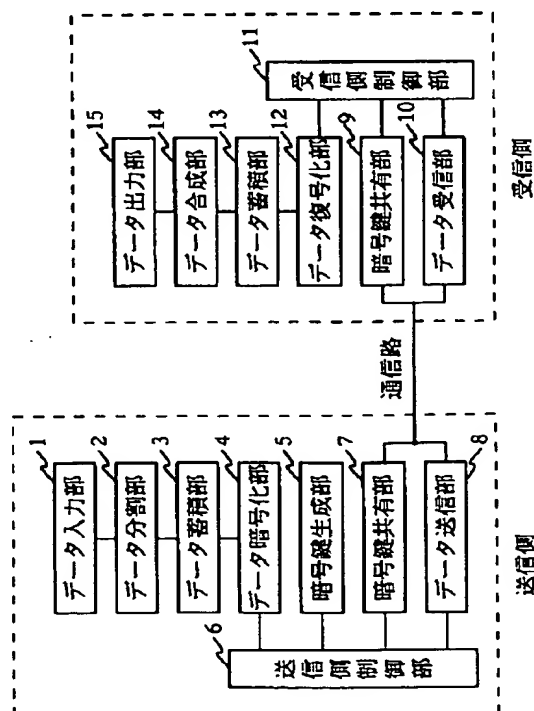 1
データ入力部
2
データ分割部
3
データ蓄積部
4
データ暗号化部
5
暗号鍵生成部
7
暗号鍵共有部
8
データ送信部
6
送信側制御部
送信側
通信路
15
データ出力部
14
データ合成部
13
データ蓄積部
12
データ復号化部
9
暗号鍵共有部
10
データ受信部
11
受信側制御部
受信側